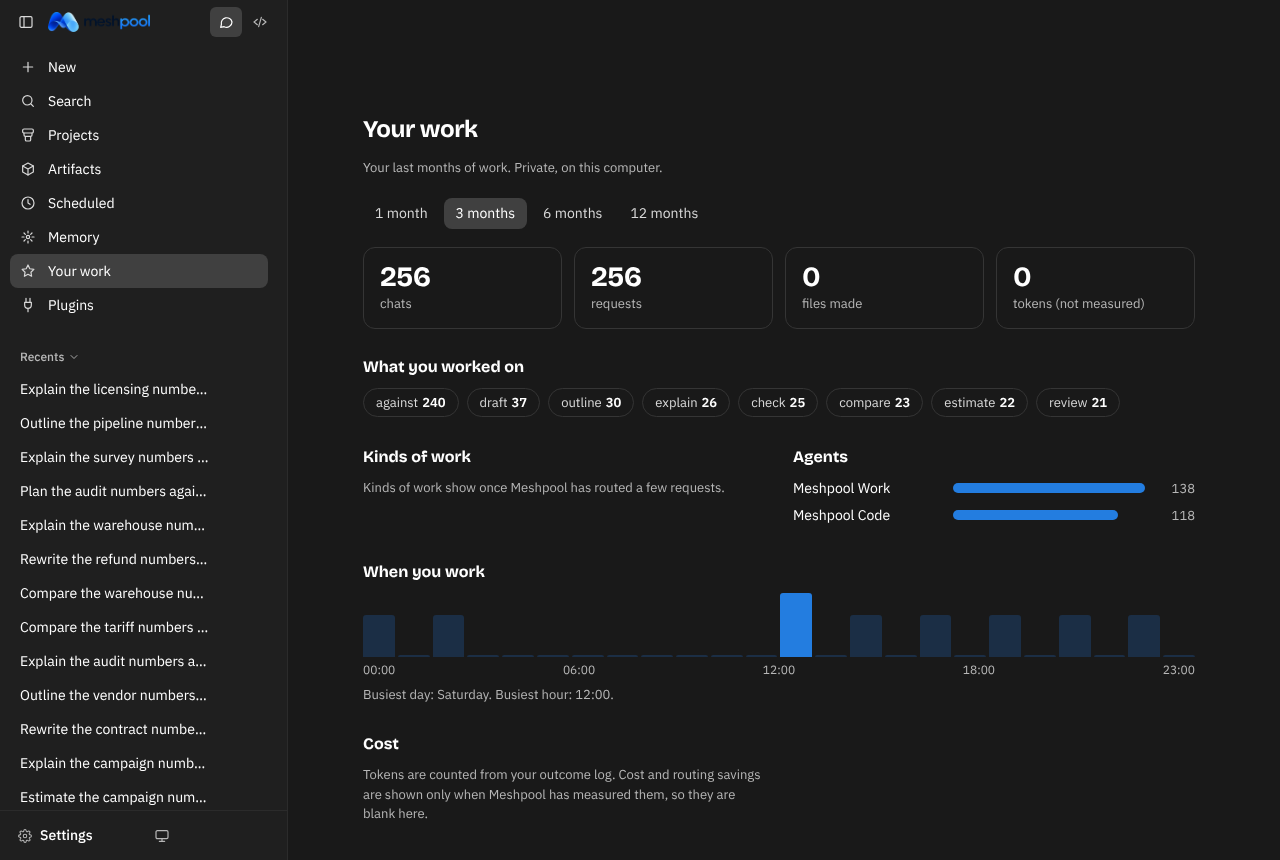 meshpool
New
Search
Projects
Artifacts
Scheduled
Memory
Your work
Plugins
Recents
Explain the licensing numbe...
Outline the pipeline number...
Explain the survey numbers ...
Plan the audit numbers agai...
Explain the warehouse num...
Rewrite the refund numbers...
Compare the warehouse nu...
Compare the tariff numbers ...
Explain the audit numbers a...
Outline the vendor numbers...
Rewrite the contract numbe...
Explain the campaign numb...
Estimate the campaign num...
Settings
Your work
Your last months of work. Private, on this computer.
1 month 3 months 6 months 12 months
256 256 0 0
chats requests files made tokens (not measured)
What you worked on
against 240 draft 37 outline 30 explain 26 check 25 compare 23 estimate 22 review 21
Kinds of work
Kinds of work show once Meshpool has routed a few requests.
Agents
Meshpool Work 138
Meshpool Code 118
When you work
00:00 06:00 12:00 18:00 23:00
Busiest day: Saturday. Busiest hour: 12:00.
Cost
Tokens are counted from your outcome log. Cost and routing savings
are shown only when Meshpool has measured them, so they are
blank here.